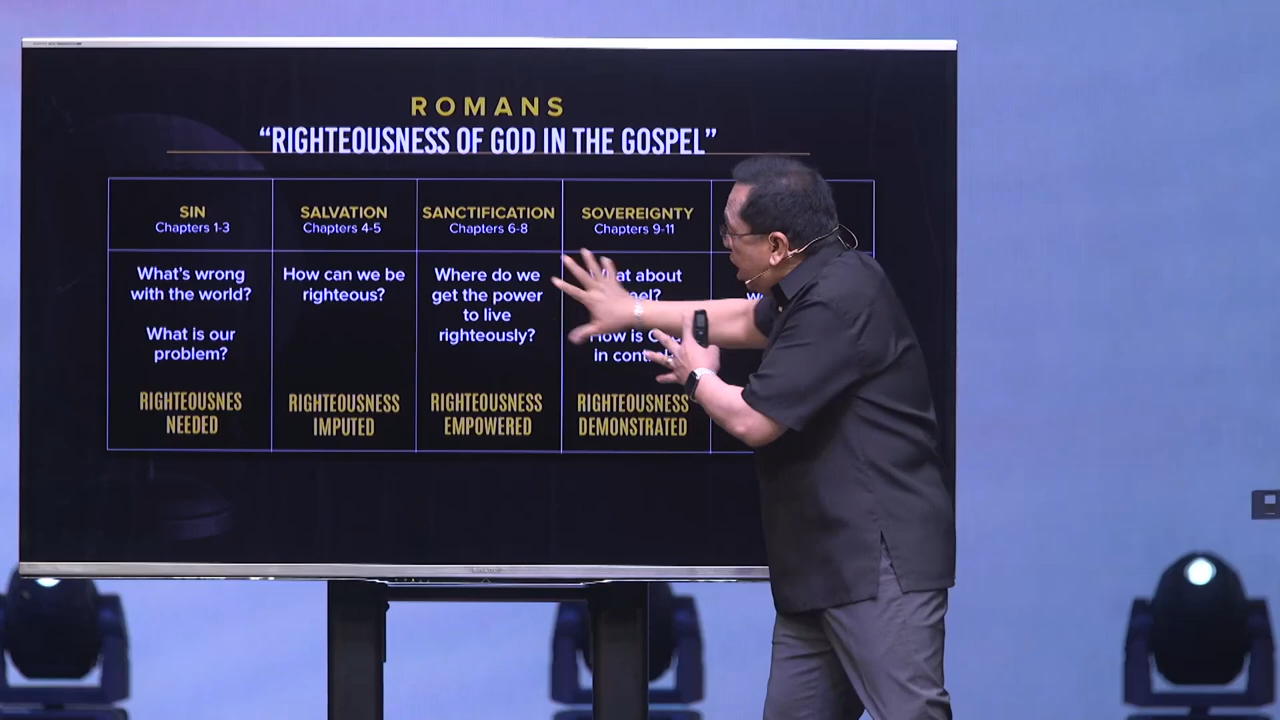 ROMANS
“RIGHTEOUSNESS OF GOD IN THE GOSPEL”
SIN
Chapters 1-3
What's wrong
with the world?
What is our
problem?
RIGHTEOUSNES
NEEDED
SALVATION
Chapters 4-5
How can we be
righteous?
RIGHTEOUSNESS
IMPUTED
SANCTIFICATION
Chapters 6-8
Where do we
get the power
to live
righteously?
RIGHTEOUSNESS
EMPOWERED
SOVEREIGNTY
Chapters 9-11
about
How is
in
RIGHTEOUSNESS
DEMONSTRATED